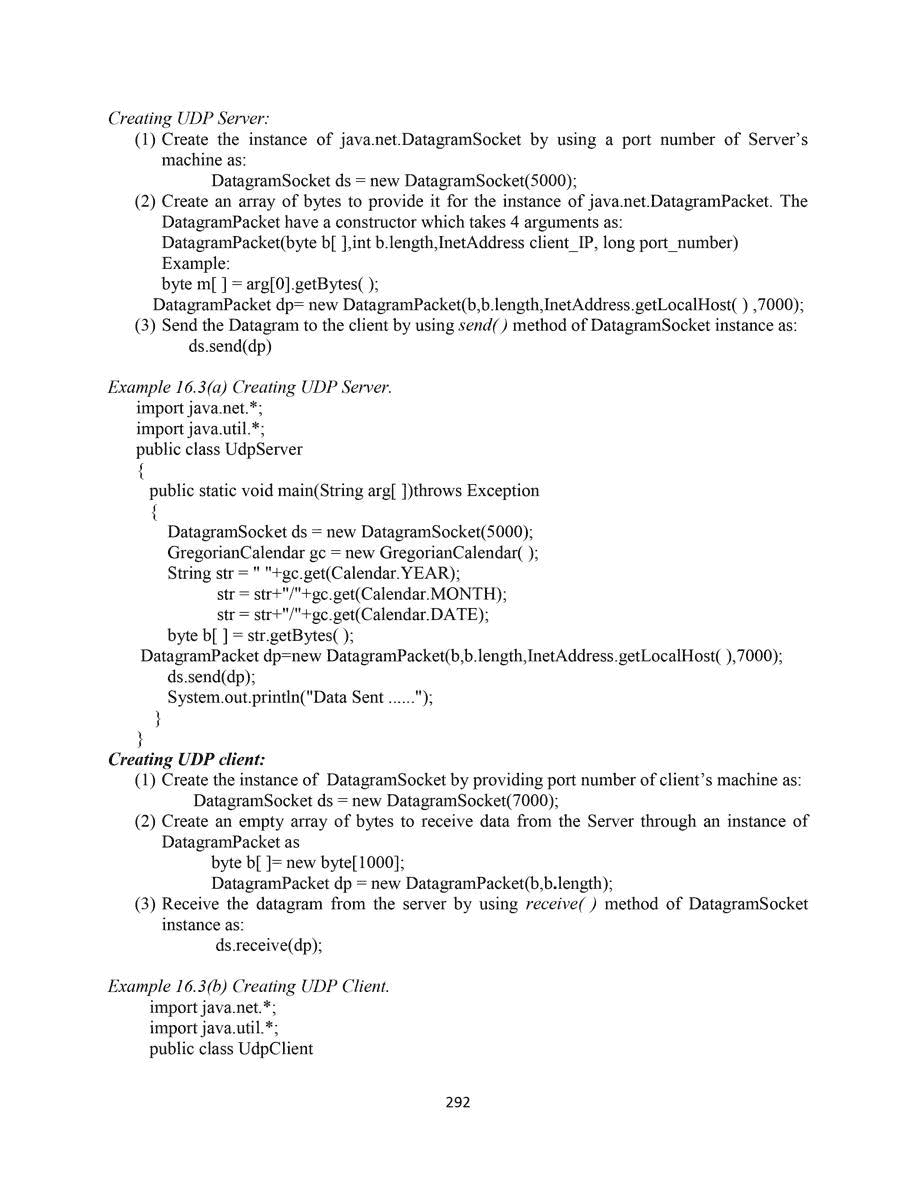 Creating UDP Server:
(1) Create the instance of java.net.DatagramSocket by using a port number of Server’s
machine as:
DatagramSocket ds = new DatagramSocket(5000);
(2) Create an array of bytes to provide it for the instance of java.net.DatagramPacket. The
DatagramPacket have a constructor which takes 4 arguments as:
DatagramPacket(byte b[ ],int b.length,InetAddress client_IP, long port_number)
Example:
byte m[ ] = arg[0].getBytes( );
DatagramPacket dp= new DatagramPacket(b,b.length,InetAddress.getLocalHost( ) ,7000);
(3) Send the Datagram to the client by using send( ) method of DatagramSocket instance as:
ds.send(dp)
Example 16.3(a) Creating UDP Server.
import java.net.*;
import java.util.*;
public class UdpServer
{
public static void main(String arg[ ])throws Exception
{
DatagramSocket ds = new DatagramSocket(5000);
GregorianCalendar gc = new GregorianCalendar( );
String str = " "+gc.get(Calendar.YEAR);
str = str+"/"+gc.get(Calendar.MONTH);
str = str+"/"+gc.get(Calendar.DATE);
byte b[ ] = str.getBytes( );
DatagramPacket dp=new DatagramPacket(b,b.length,InetAddress.getLocalHost( ),7000);
ds.send(dp);
System.out.println("Data Sent ......");
}
}
Creating UDP client:
(1) Create the instance of DatagramSocket by providing port number of client’s machine as:
DatagramSocket ds = new DatagramSocket(7000);
(2) Create an empty array of bytes to receive data from the Server through an instance of
DatagramPacket as
byte b[ ]= new byte[1000];
DatagramPacket dp = new DatagramPacket(b,b.length);
(3) Receive the datagram from the server by using receive( ) method of DatagramSocket
instance as:
ds.receive(dp);
Example 16.3(b) Creating UDP Client.
import java.net.*;
import java.util.*;
public class UdpClient
292